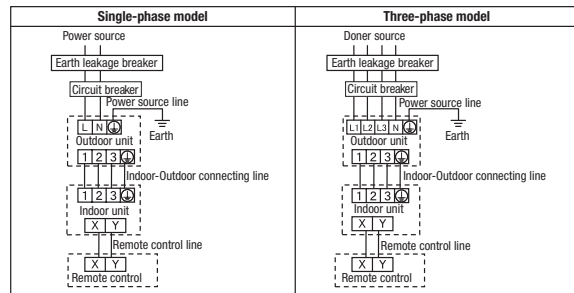 Single-phase model
Power source
Earth leakage breaker
Circuit breaker
Power source line
L N
Earth
Outdoor unit
1 2 3
Indoor-Outdoor connecting line
1 2 3
Indoor unit
X Y
Remote control line
X Y
Remote control
Three-phase model
Doner source
Earth leakage breaker
Circuit breaker
Power source line
L1 L2 L3 N
Earth
Outdoor unit
1 2 3
Indoor-Outdoor connecting line
1 2 3
Indoor unit
X Y
Remote control line
X Y
Remote control